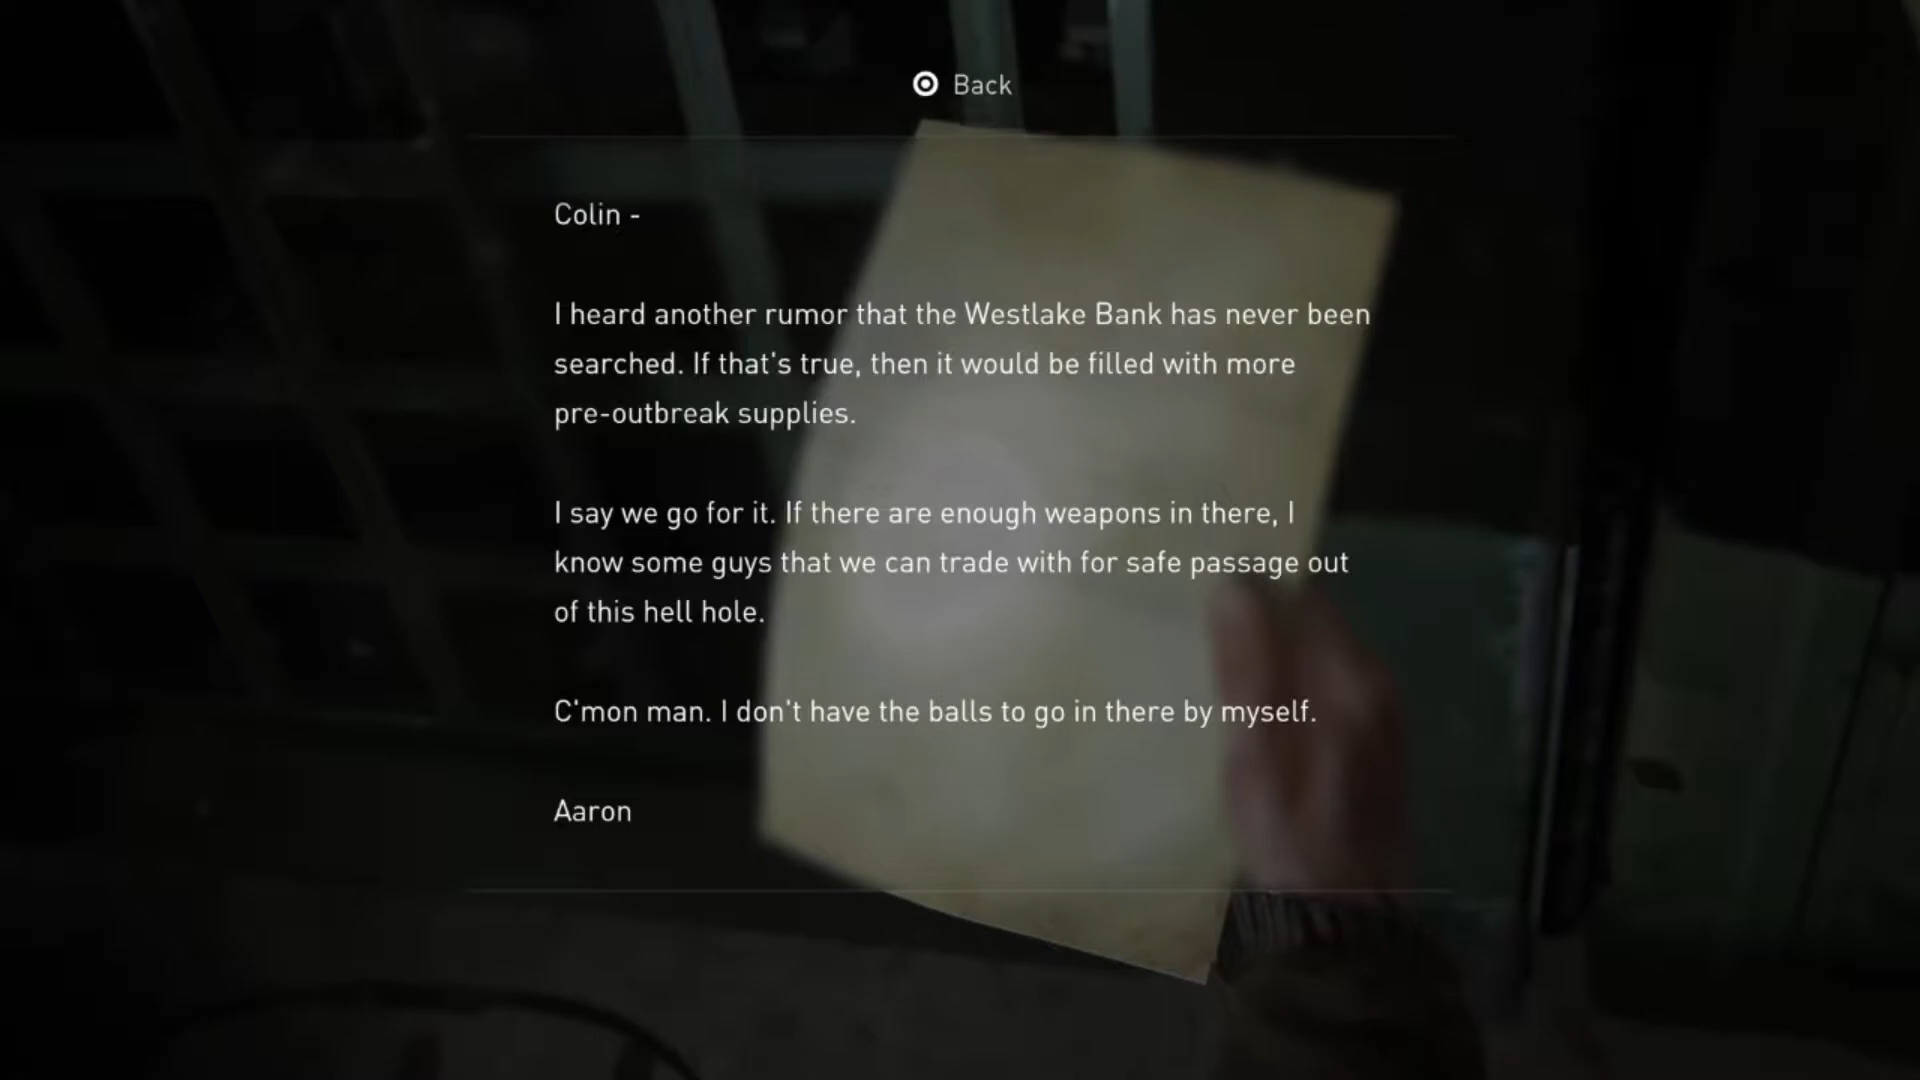 Back
Colin -
I heard another rumor that the Westlake Bank has never been
searched. If that's true, then it would be filled with more
pre-outbreak supplies.
I say we go for it. If there are enough weapons in there, I
know some guys that we can trade with for safe passage out
of this hell hole.
C'mon man. I don't have the balls to go in there by myself.
Aaron